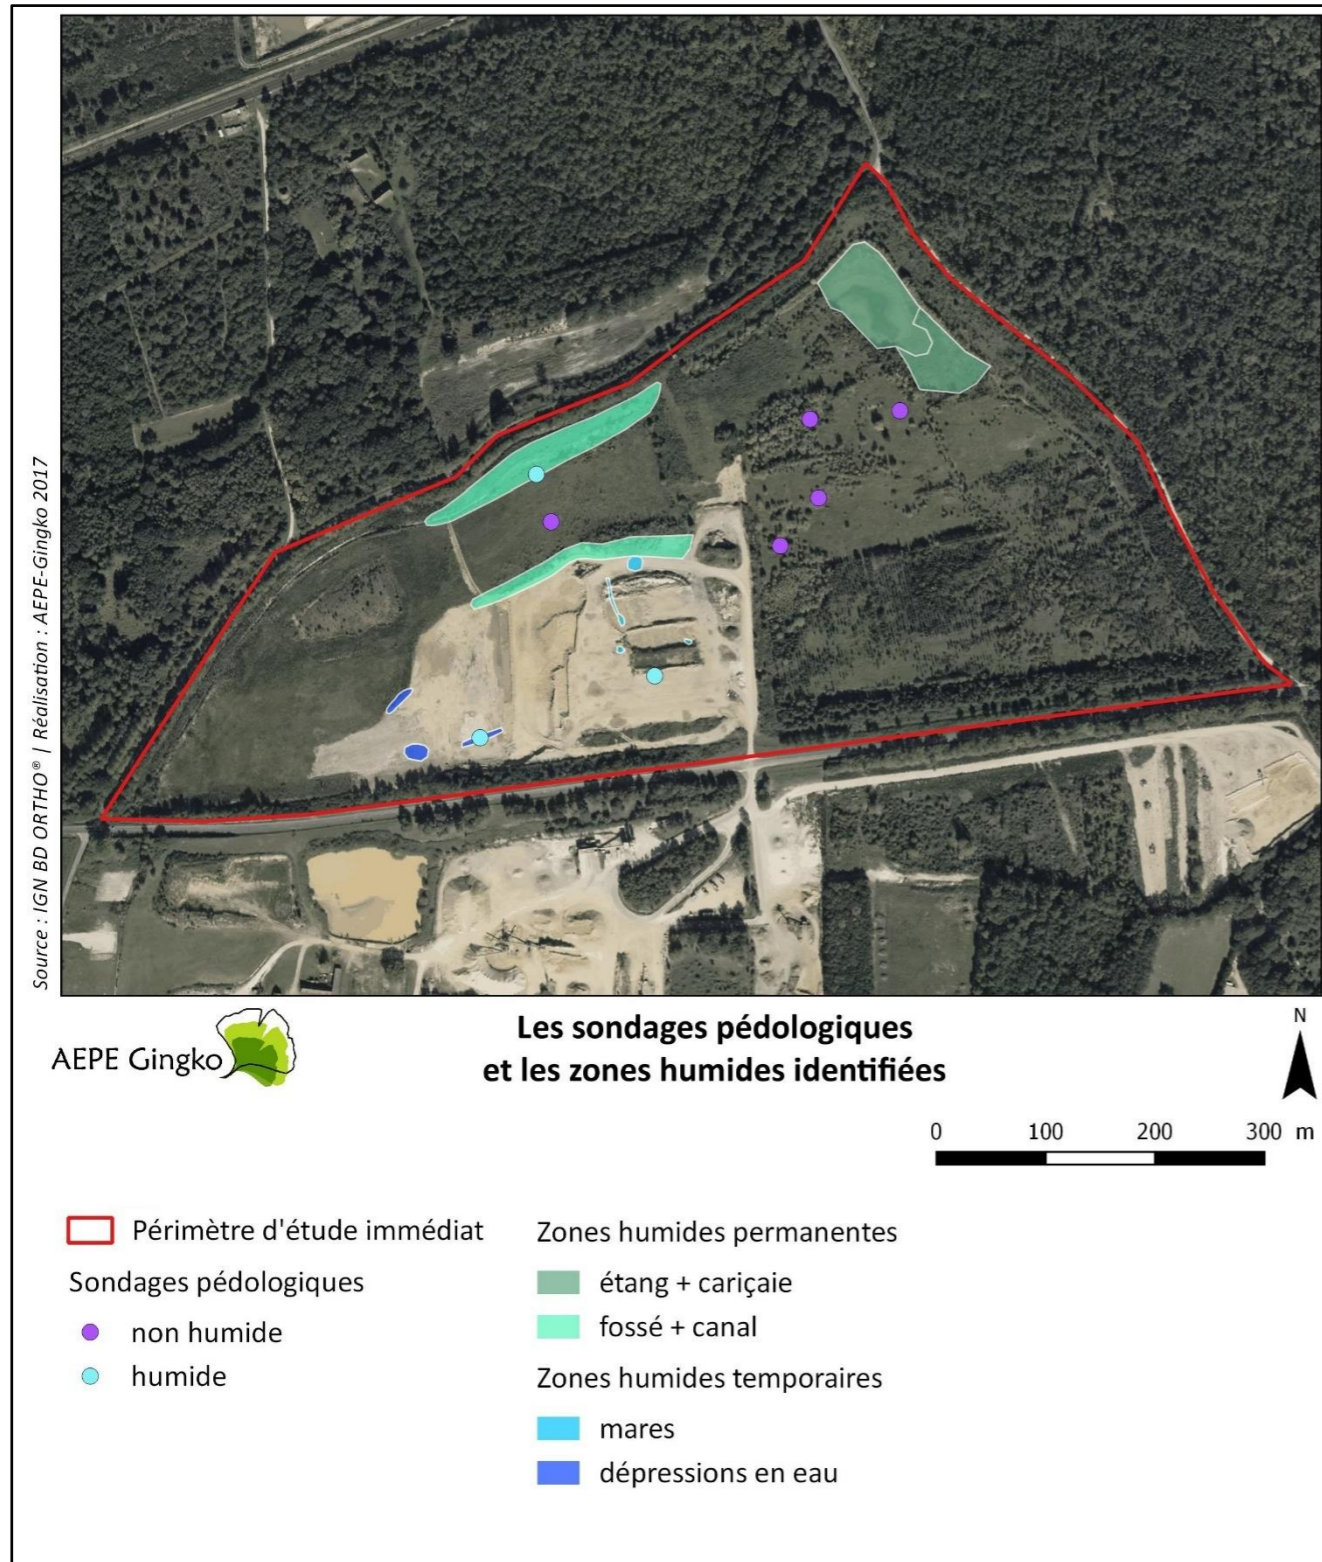 Source : IGN BD ORTHO® | Réalisation : AEPE-Gingko 2017
AEPE Gingko
Les sondages pédologiques
et les zones humides identifiées
N
0 100 200 300 m
Périmètre d'étude immédiat
Sondages pédologiques
non humide
humide
Zones humides permanentes
étang + cariçaie
fossé + canal
Zones humides temporaires
mares
dépressions en eau